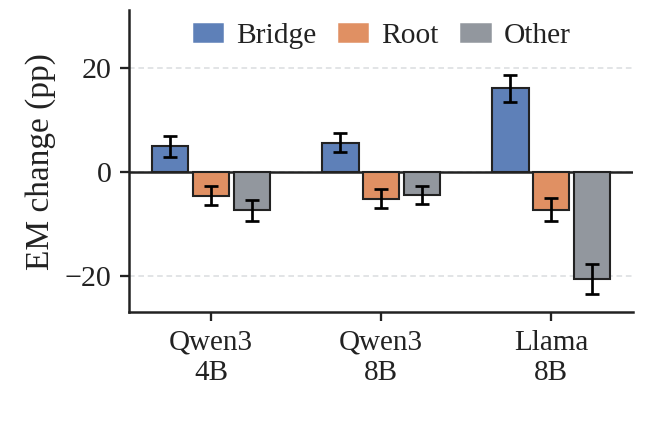 Bridge Root Other
EM change (pp)
20
0
−20
Qwen3 4B
Qwen3 8B
Llama 8B